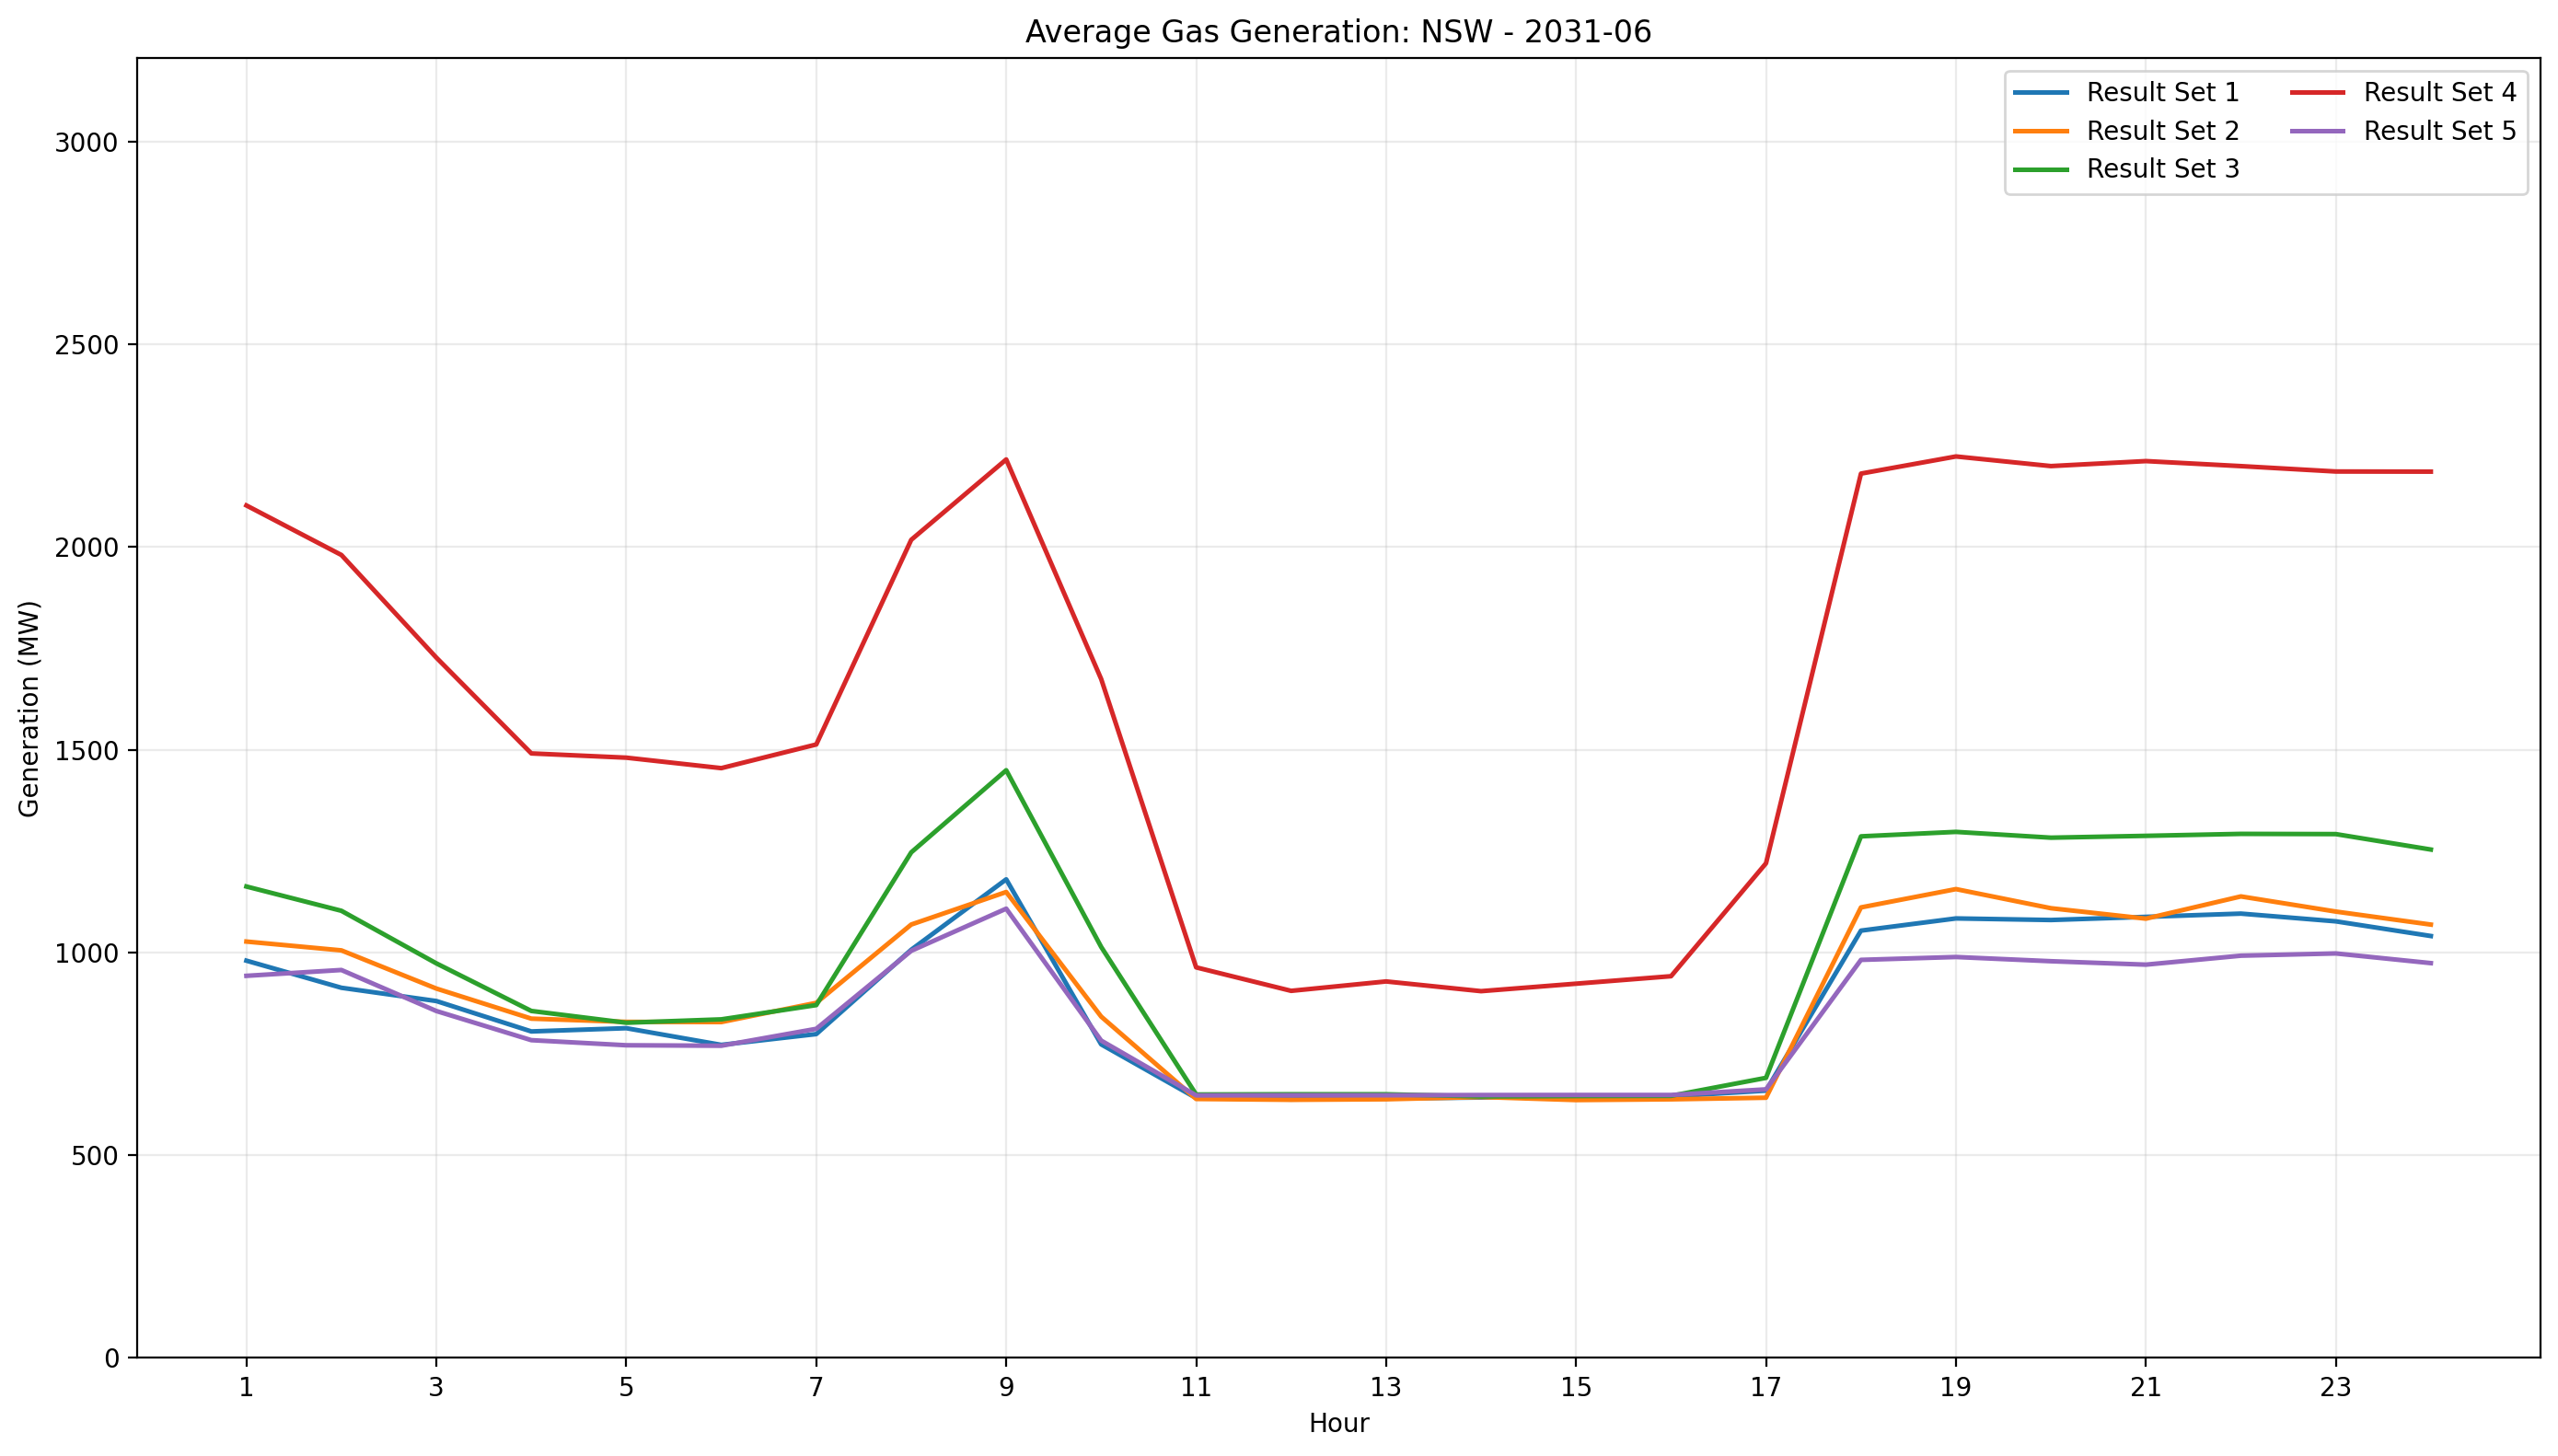 Average Gas Generation: NSW - 2031-06
Result Set 1
Result Set 2
Result Set 3
Result Set 4
Result Set 5
Generation (MW)
3000
2500
2000
1500
1000
500
0
1 3 5 7 9 11 13 15 17 19 21 23
Hour